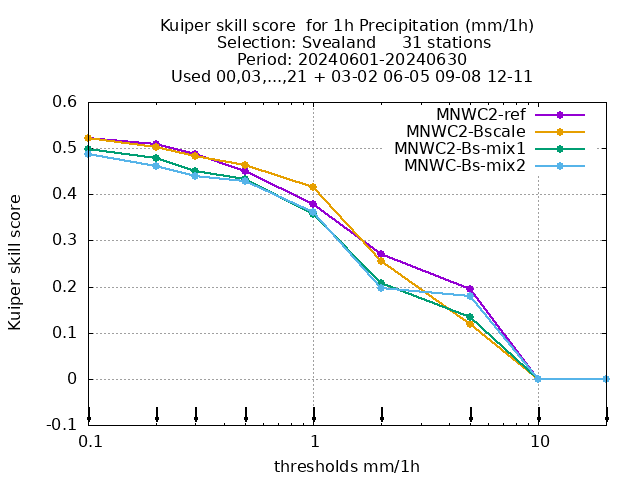 Kuiper skill score  for 1h Precipitation (mm/1h)
Selection: Svealand     31 stations
Period: 20240601-20240630
Used 00,03,...,21 + 03-02 06-05 09-08 12-11
MNWC2-ref
MNWC2-Bscale
MNWC2-Bs-mix1
MNWC-Bs-mix2
0.6
0.5
0.4
0.3
0.2
0.1
0
-0.1
Kuiper skill score
0.1 1 10
thresholds mm/1h